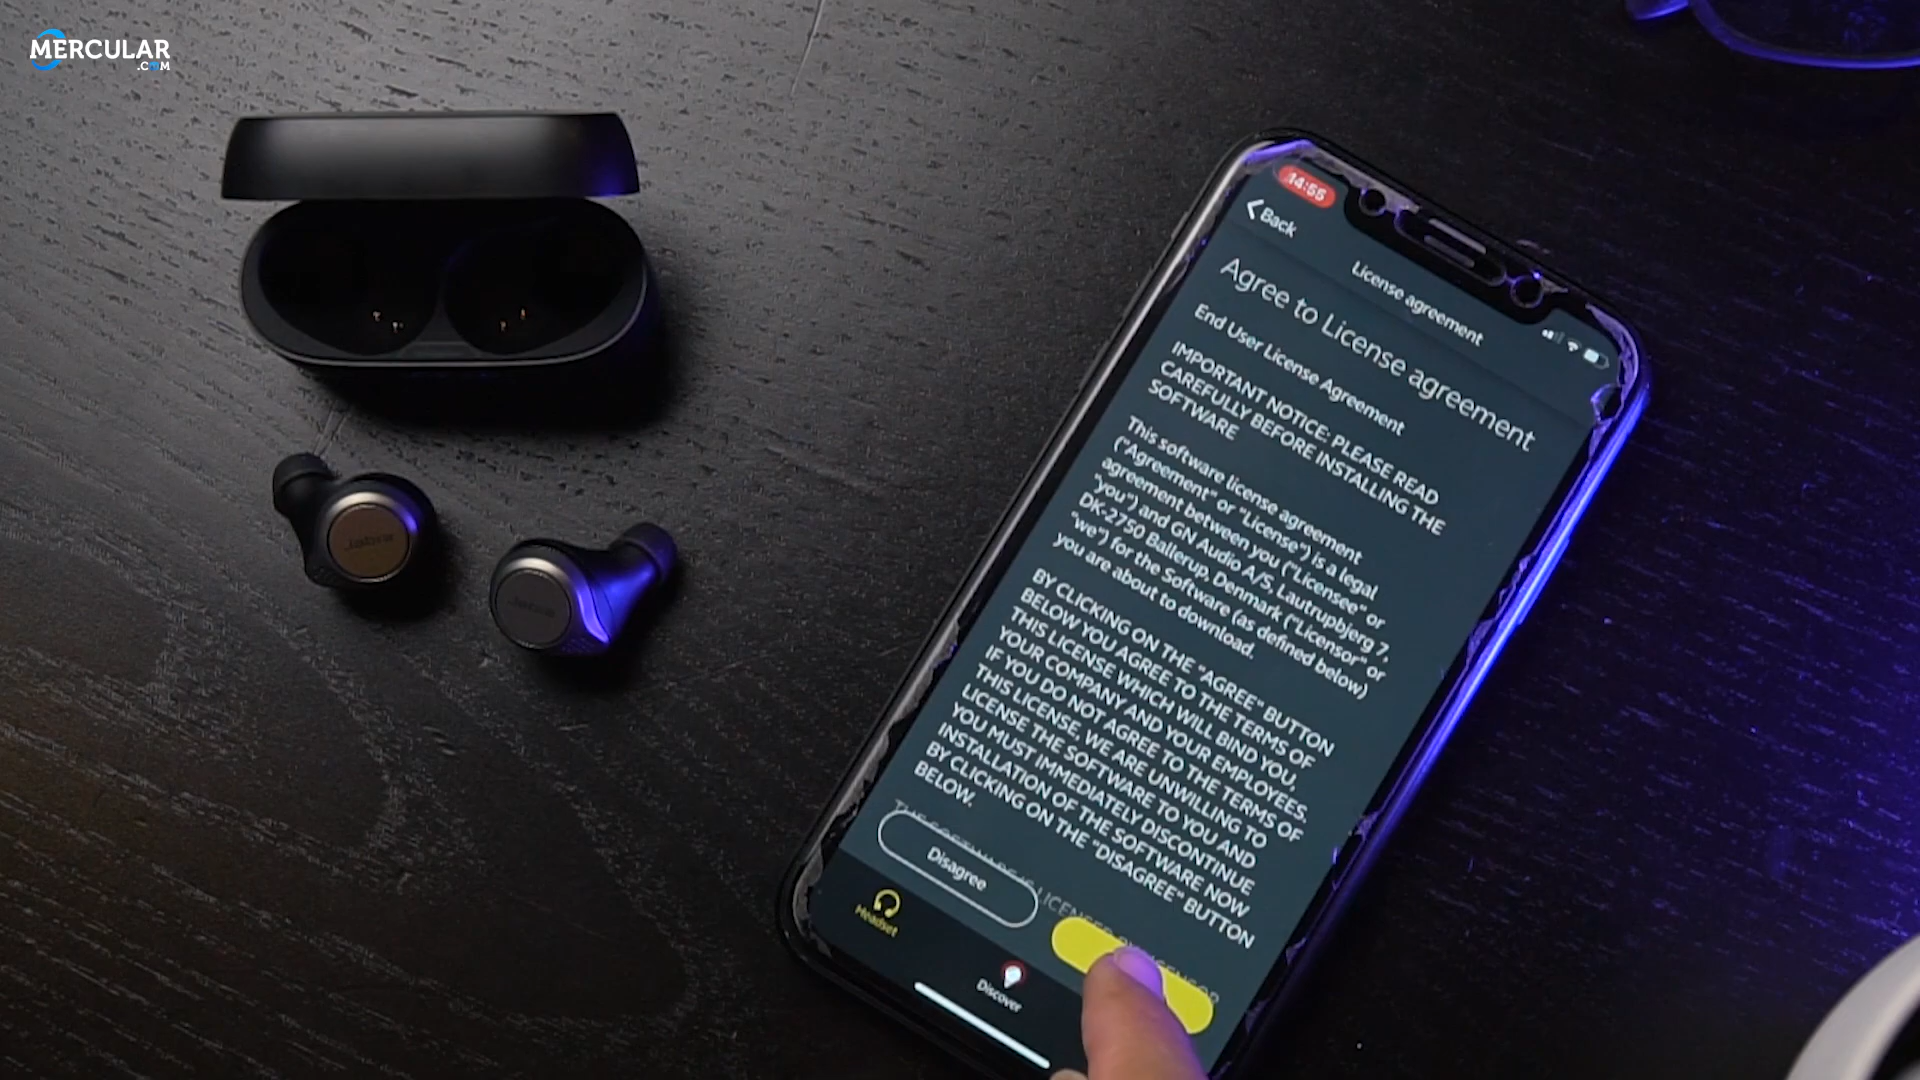 MERCULAR
.COM
14:55
Back
License agreement
Agree to License agreement
End User License Agreement
IMPORTANT NOTICE: PLEASE READ
CAREFULLY BEFORE INSTALLING THE
SOFTWARE
This software license agreement
("Agreement" or "License") is a legal
agreement between you ("Licensee" or
"you") and GN Audio A/S, Lautrupbjerg 7,
DK-2750 Ballerup, Denmark ("Licensor" or
"we") for the Software (as defined below)
you are about to download.
BY CLICKING ON THE "AGREE" BUTTON
BELOW YOU AGREE TO THE TERMS OF
THIS LICENSE WHICH WILL BIND YOU,
YOUR COMPANY AND YOUR EMPLOYEES.
IF YOU DO NOT AGREE TO THE TERMS OF
THIS LICENSE, WE ARE UNWILLING TO
LICENSE THE SOFTWARE TO YOU AND
YOU MUST IMMEDIATELY DISCONTINUE
INSTALLATION OF THE SOFTWARE NOW
BY CLICKING ON THE "DISAGREE" BUTTON
BELOW.
Disagree
Headset
Discover
Jabra
Jabra